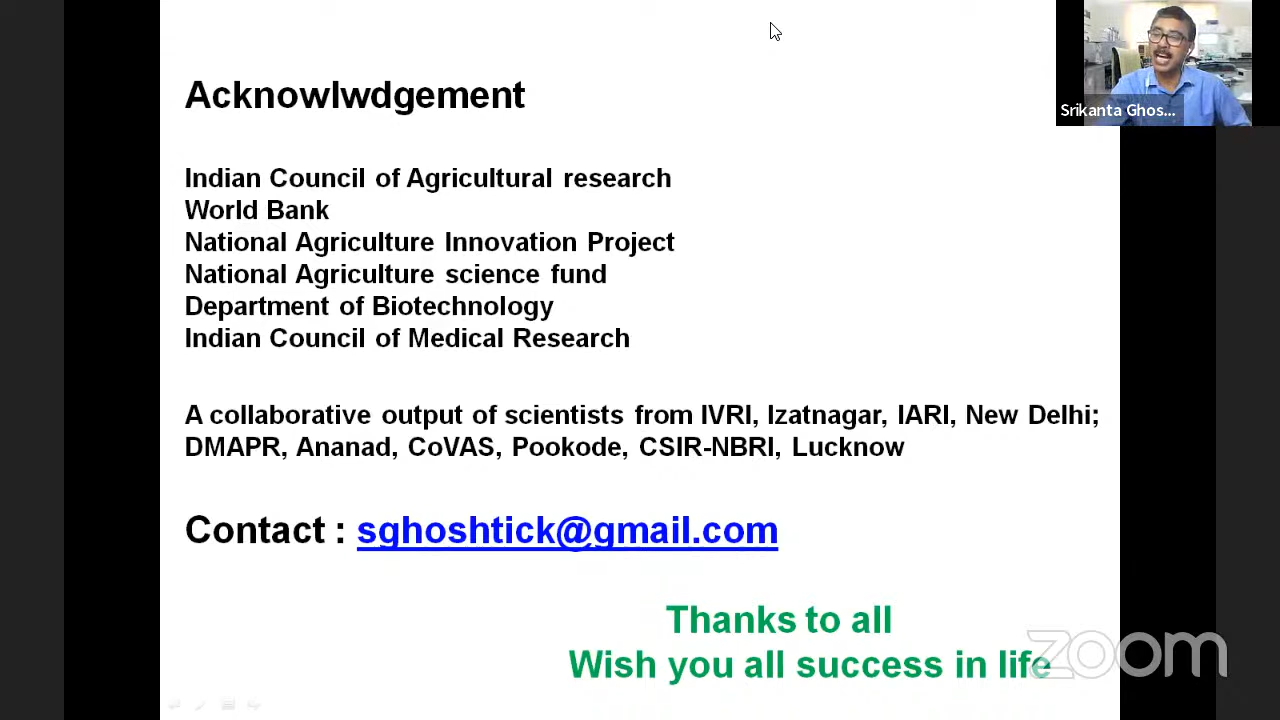 Acknowlwdgement
Srikanta Ghos...
Indian Council of Agricultural research
World Bank
National Agriculture Innovation Project
National Agriculture science fund
Department of Biotechnology
Indian Council of Medical Research
A collaborative output of scientists from IVRI, Izatnagar, IARI, New Delhi;
DMAPR, Ananad, CoVAS, Pookode, CSIR-NBRI, Lucknow
Contact : sghoshtick@gmail.com
Thanks to all
Wish you all success in life
zoom